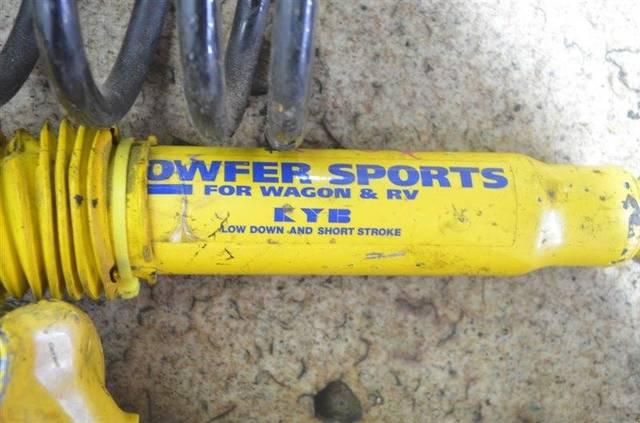 OWFER SPORTS
FOR WAGON & RV
KYB
LOW DOWN AND SHORT STROKE